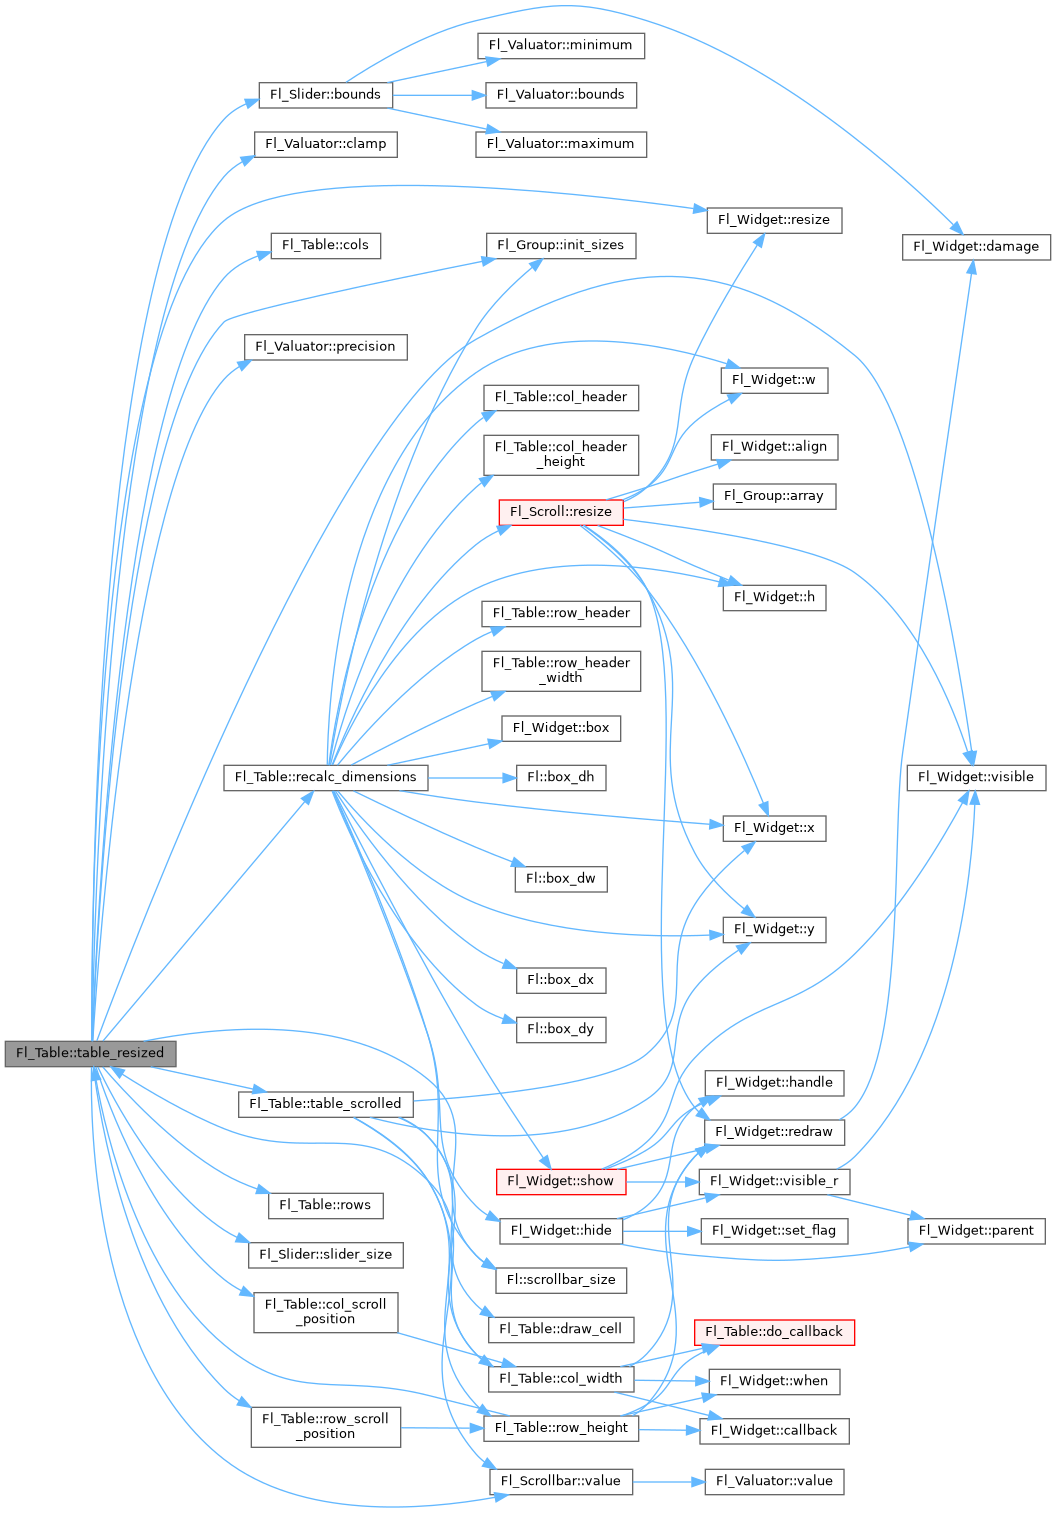 Fl_Valuator::minimum
Fl_Slider::bounds
Fl_Valuator::bounds
Fl_Valuator::clamp
Fl_Valuator::maximum
Fl_Widget::resize
Fl_Table::cols
Fl_Group::init_sizes
Fl_Widget::damage
Fl_Valuator::precision
Fl_Widget::w
Fl_Table::col_header
Fl_Table::col_header
_height
Fl_Widget::align
Fl_Group::array
Fl_Scroll::resize
Fl_Widget::h
Fl_Table::row_header
Fl_Table::row_header
_width
Fl_Widget::box
Fl_Table::recalc_dimensions
Fl::box_dh
Fl_Widget::visible
Fl_Widget::x
Fl::box_dw
Fl_Widget::y
Fl::box_dx
Fl::box_dy
Fl_Table::table_resized
Fl_Widget::handle
Fl_Table::table_scrolled
Fl_Widget::redraw
Fl_Widget::show
Fl_Widget::visible_r
Fl_Table::rows
Fl_Widget::hide
Fl_Widget::set_flag
Fl_Widget::parent
Fl_Slider::slider_size
Fl::scrollbar_size
Fl_Table::col_scroll
_position
Fl_Table::draw_cell
Fl_Table::do_callback
Fl_Table::col_width
Fl_Widget::when
Fl_Table::row_scroll
_position
Fl_Table::row_height
Fl_Widget::callback
Fl_Scrollbar::value
Fl_Valuator::value